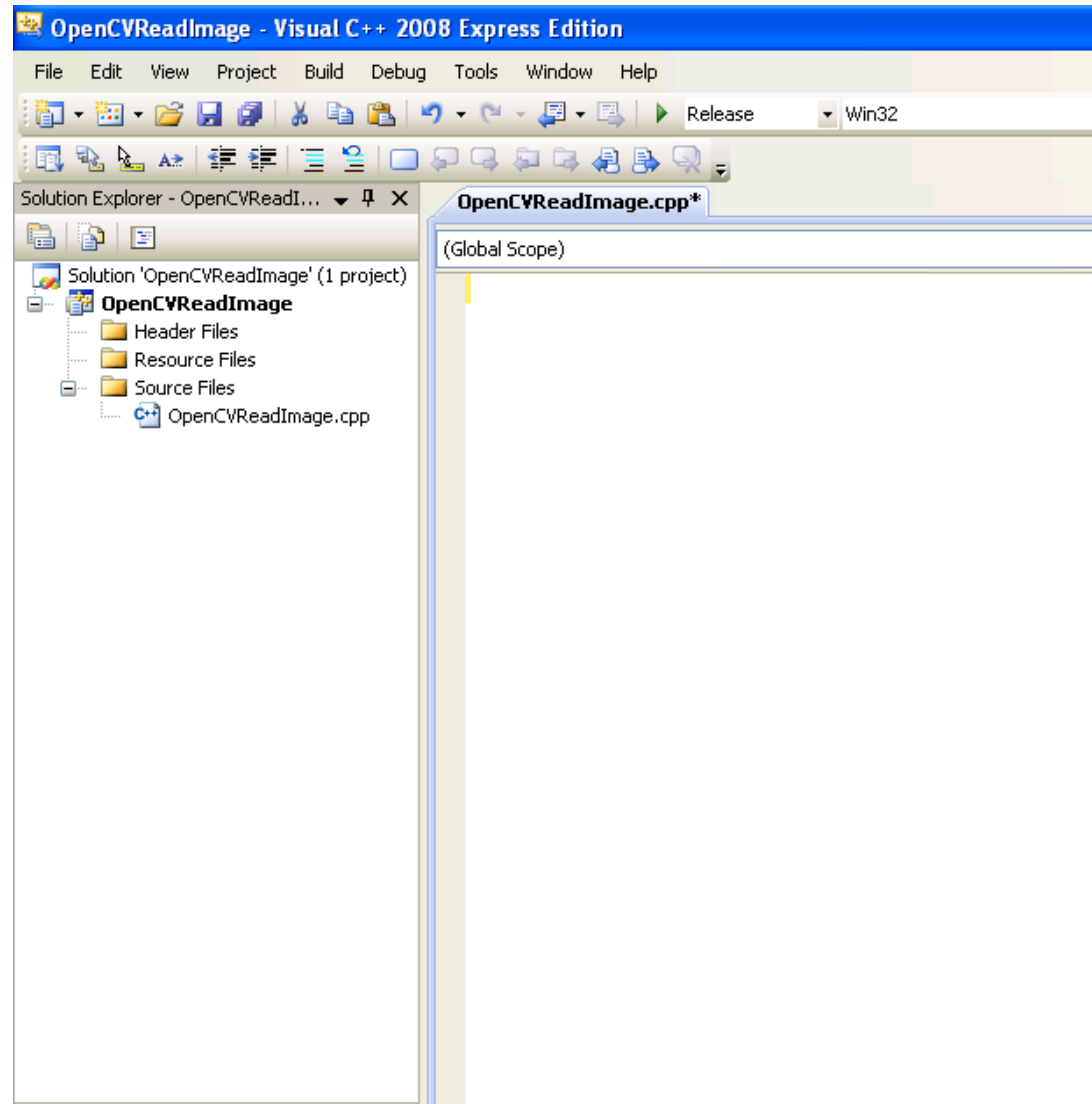 OpenCVReadImage - Visual C++ 2008 Express Edition
File Edit View Project Build Debug Tools Window Help
Release Win32
Solution Explorer - OpenCVReadI...
OpenCVReadImage.cpp*
(Global Scope)
Solution 'OpenCVReadImage' (1 project)
OpenCVReadImage
Header Files
Resource Files
Source Files
OpenCVReadImage.cpp